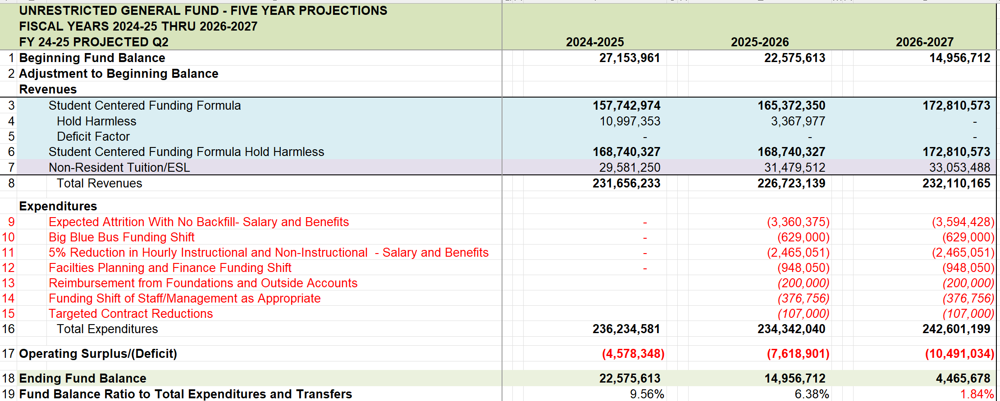 UNRESTRICTED GENERAL FUND - FIVE YEAR PROJECTIONS
FISCAL YEARS 2024-25 THRU 2026-2027
FY 24-25 PROJECTED Q2 2024-2025 2025-2026 2026-2027
1 Beginning Fund Balance 27,153,961 22,575,613 14,956,712
2 Adjustment to Beginning Balance
Revenues
3 Student Centered Funding Formula 157,742,974 165,372,350 172,810,573
4 Hold Harmless 10,997,353 3,367,977 -
5 Deficit Factor - - -
6 Student Centered Funding Formula Hold Harmless 168,740,327 168,740,327 172,810,573
7 Non-Resident Tuition/ESL 29,581,250 31,479,512 33,053,488
8 Total Revenues 231,656,233 226,723,139 232,110,165
Expenditures
9 Expected Attrition With No Backfill- Salary and Benefits - (3,360,375) (3,594,428)
10 Big Blue Bus Funding Shift - (629,000) (629,000)
11 5% Reduction in Hourly Instructional and Non-Instructional - Salary and Benefits - (2,465,051) (2,465,051)
12 Facilties Planning and Finance Funding Shift - (948,050) (948,050)
13 Reimbursement from Foundations and Outside Accounts (200,000) (200,000)
14 Funding Shift of Staff/Management as Appropriate (376,756) (376,756)
15 Targeted Contract Reductions (107,000) (107,000)
16 Total Expenditures 236,234,581 234,342,040 242,601,199
17 Operating Surplus/(Deficit) (4,578,348) (7,618,901) (10,491,034)
18 Ending Fund Balance 22,575,613 14,956,712 4,465,678
19 Fund Balance Ratio to Total Expenditures and Transfers 9.56% 6.38% 1.84%